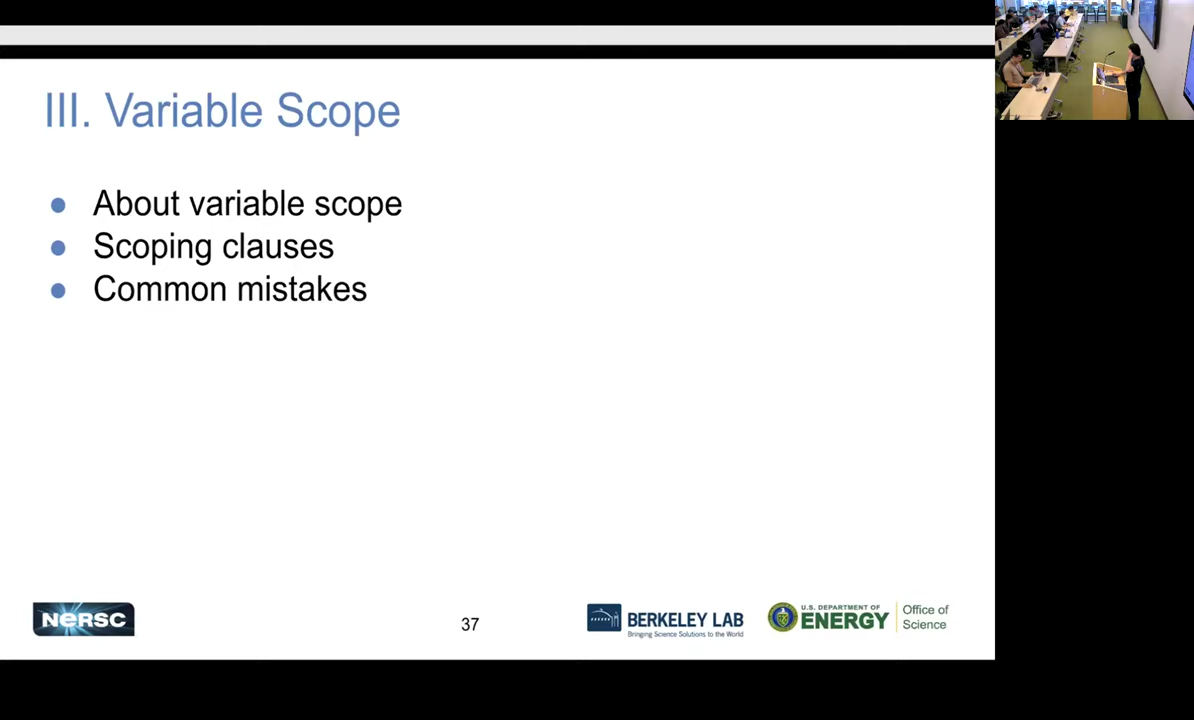 III. Variable Scope
● About variable scope
● Scoping clauses
● Common mistakes
NERSC
37
BERKELEY LAB
Bringing Science Solutions to the World
U.S. DEPARTMENT OF
ENERGY
Office of
Science